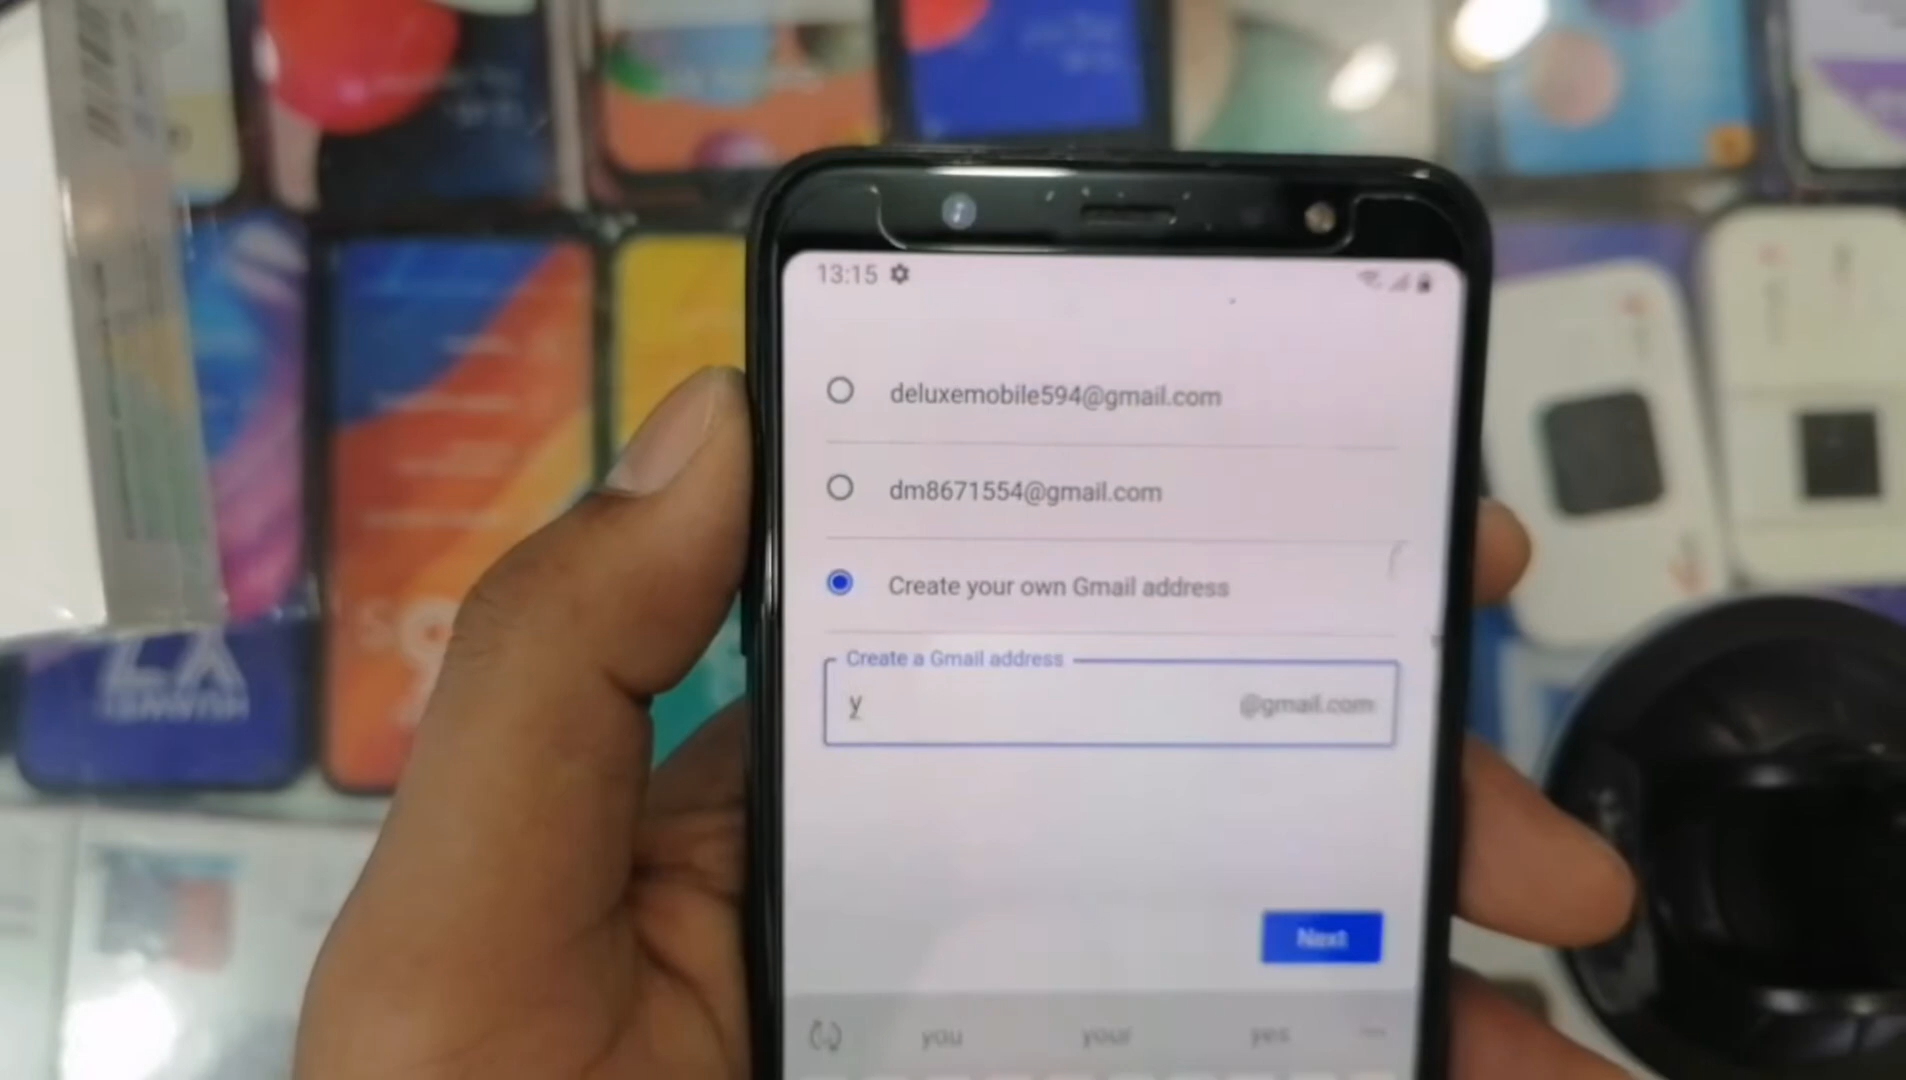 13:15
deluxemobile594@gmail.com
dm8671554@gmail.com
Create your own Gmail address
Create a Gmail address
y @gmail.com
Next
you your yes